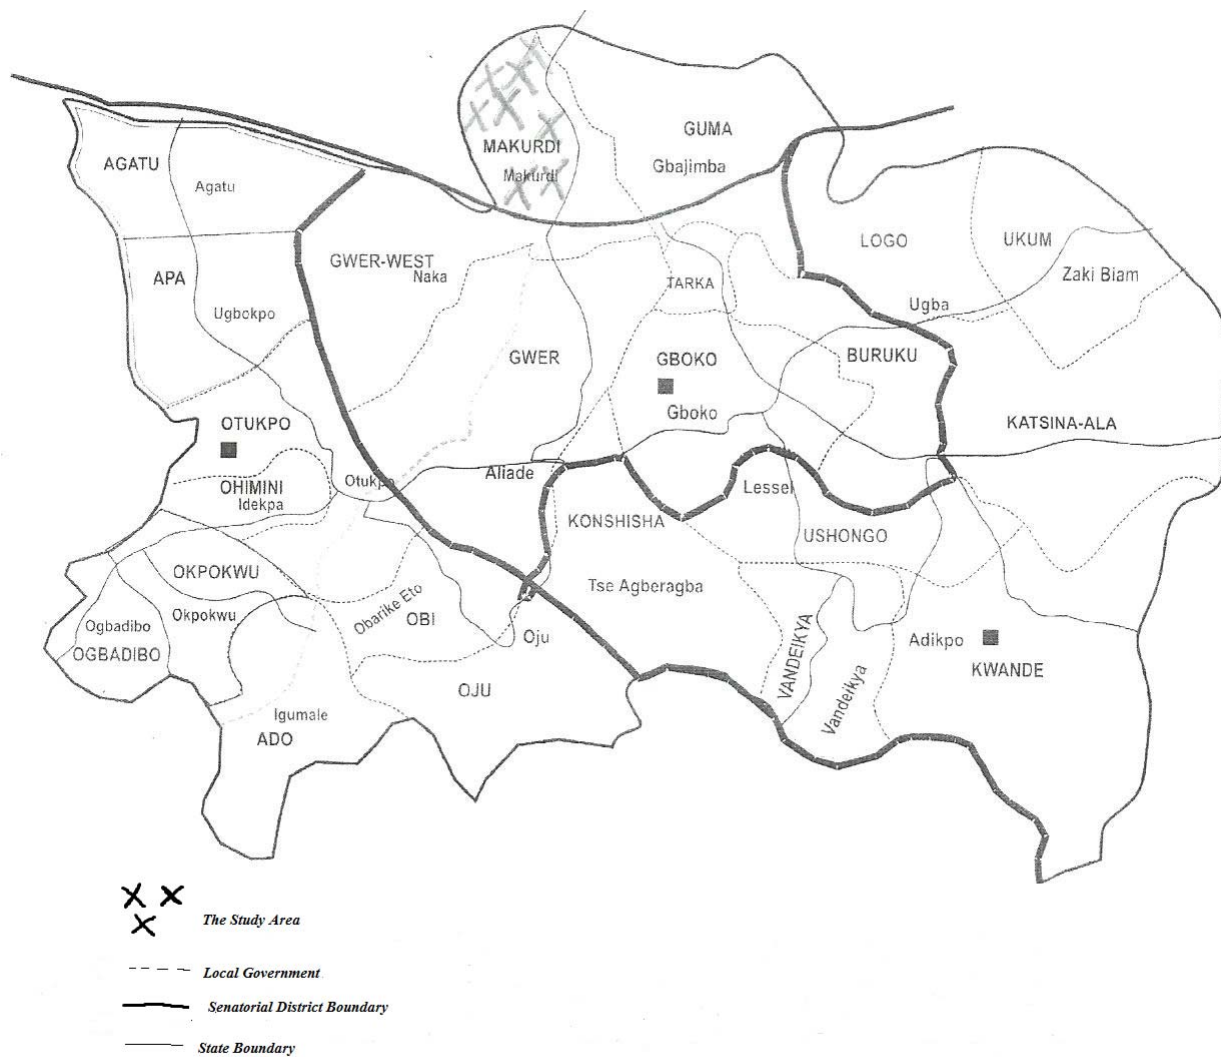 GUMA
MAKURDI
Gbajimba
AGATU
Makurdi
Agatu
LOGO
UKUM
GWER-WEST
Zaki Biam
APA
Naka
TARKA
Ugba
Ugbokpo
GWER
GBOKO
BURUKU
Gboko
OTUKPO
KATSINA-ALA
Aliade
Otukpo
OHIMINI
Lessel
Idekpa
KONSHISHA
USHONGO
OKPOKWU
Tse Agberagba
Obarike Eto
Okpokwu
OBI
Ogbadibo
Oju
Adikpo
OGBADIBO
VANDEIKYA
KWANDE
OJU
Vandeikya
Igumale
ADO
The Study Area
Local Government
Senatorial District Boundary
State Boundary